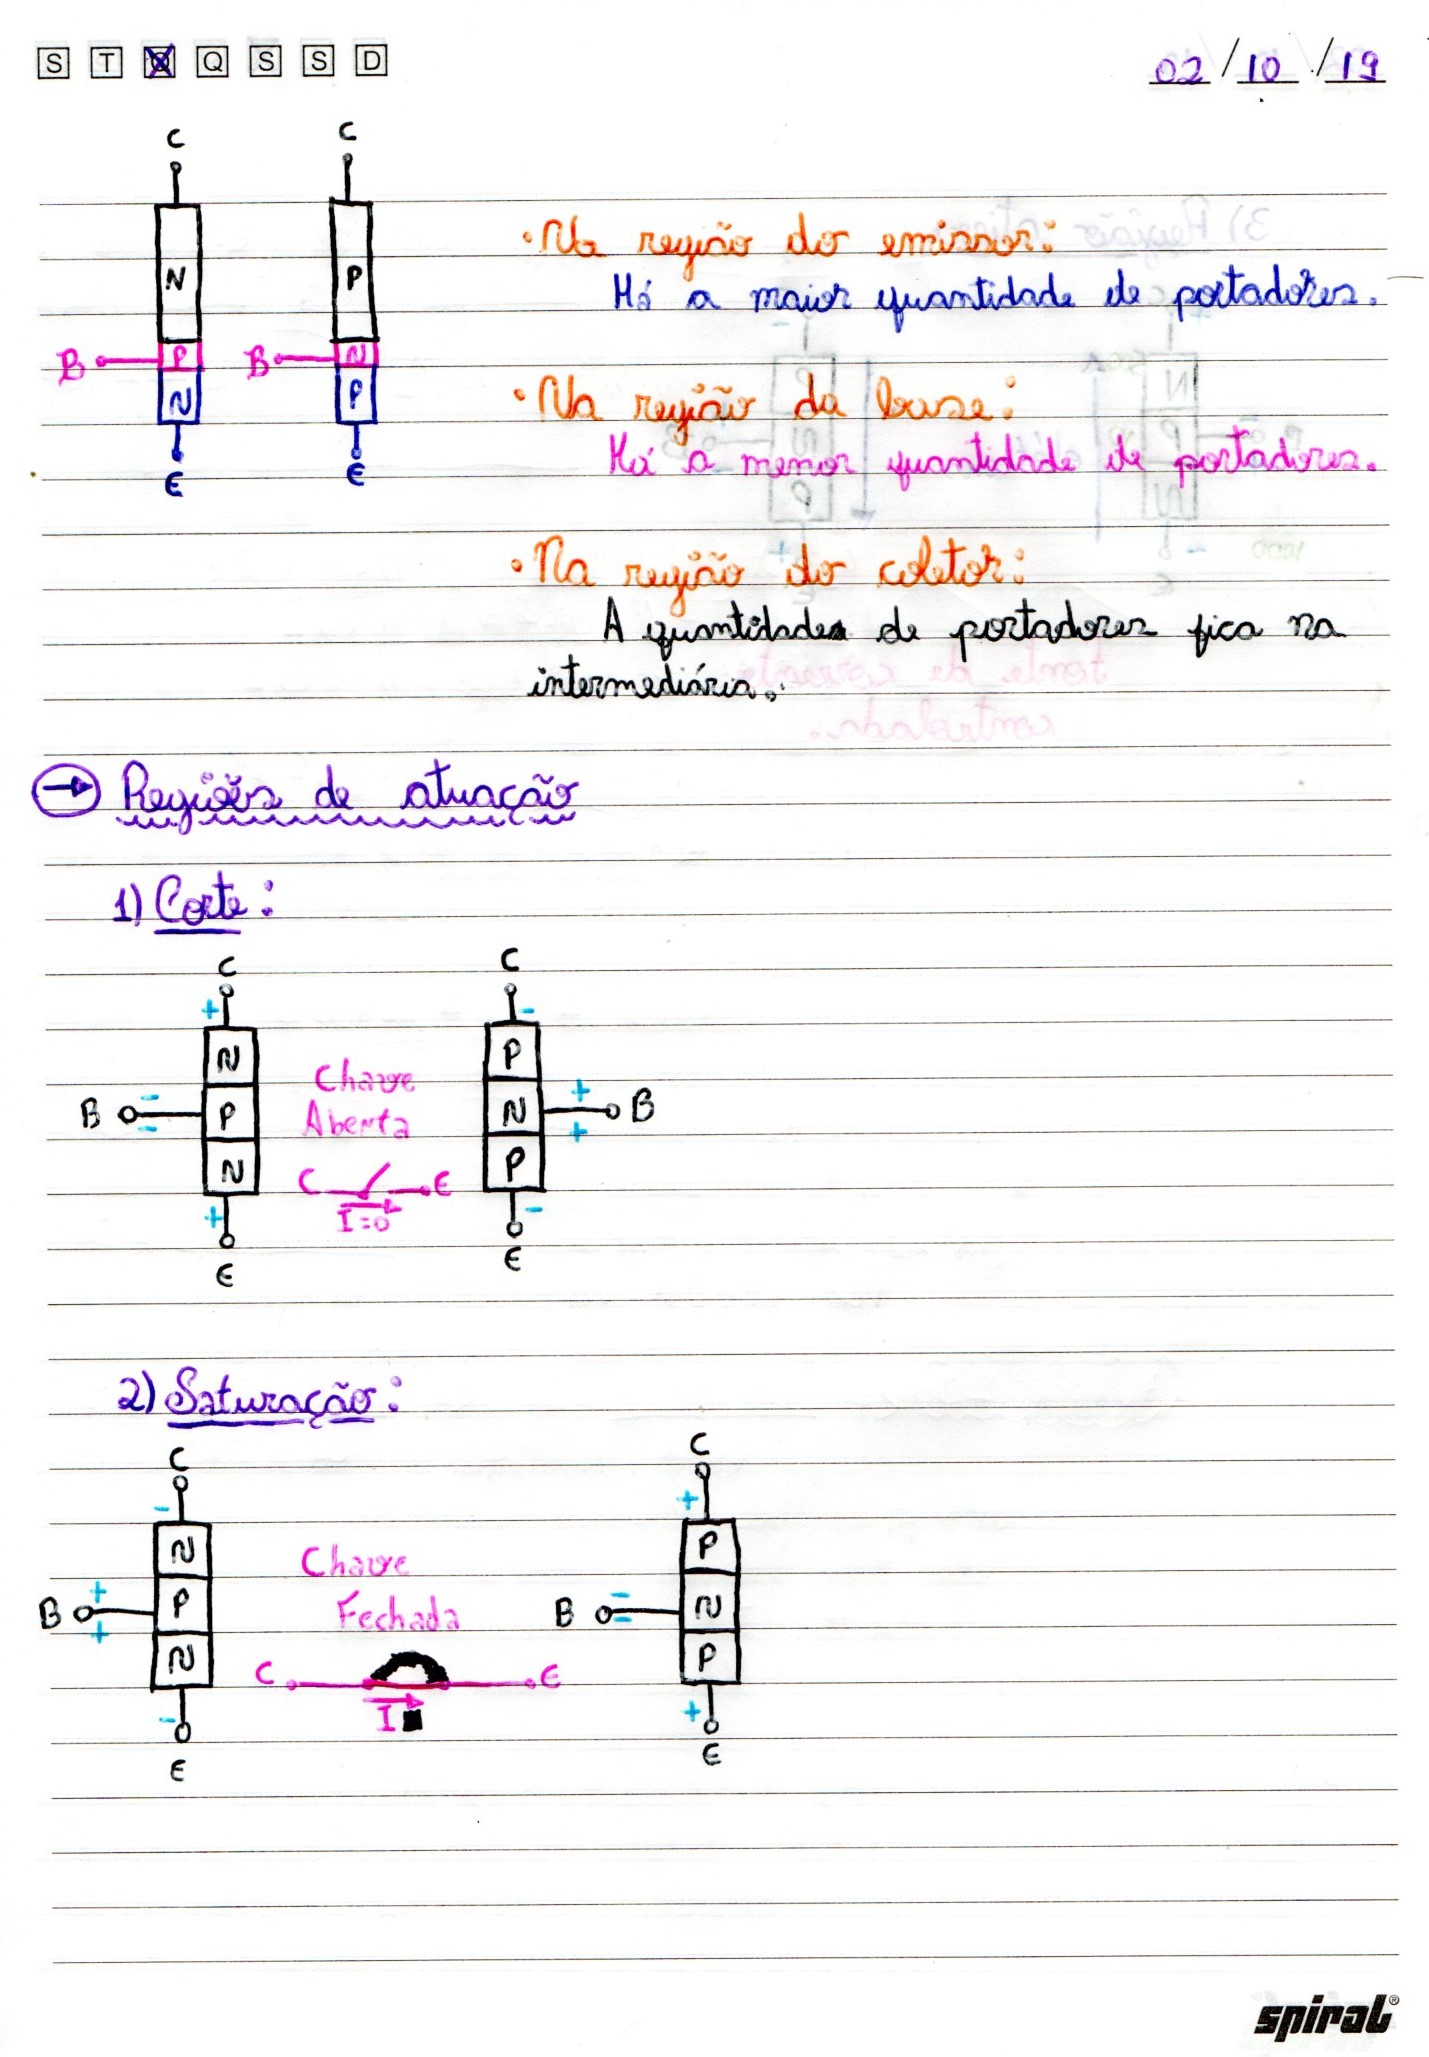 S T Q Q S S D
02/10/19
C C
N P
B P B N
N P
E E
·Na região do emissor:
Há a maior quantidade de portadores.
·Na região da base:
Há a menor quantidade de portadores.
·Na região do coletor:
A quantidade de portadores fica na
intermediária.
→ Regiões de atuação
1) Corte:
C C
+ -
N P
Chave
B - - P Aberta N + + B
N P
C E
I=0
+ -
E E
2) Saturação:
C C
- +
N P
Chave
B + + P Fechada B - - N
N P
C E
I
- +
E E
spiral®